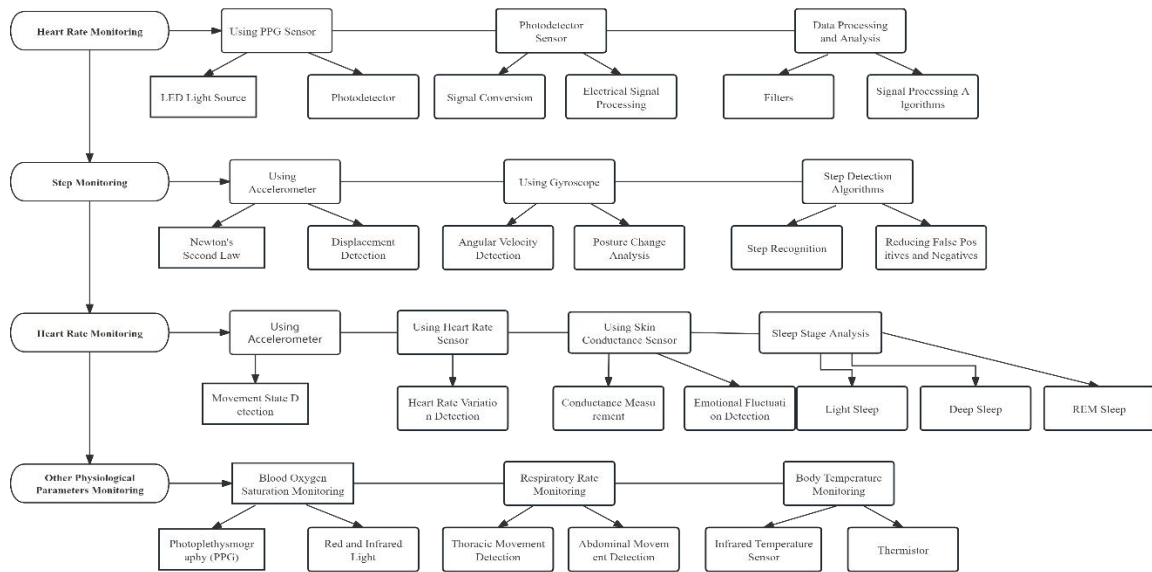 Heart Rate Monitoring
Using PPG Sensor
Photodetector
Sensor
Data Processing
and Analysis
LED Light Source
Photodetector
Signal Conversion
Electrical Signal
Processing
Filters
Signal Processing A
lgorithms
Step Monitoring
Using
Accelerometer
Using Gyroscope
Step Detection
Algorithms
Newton's
Second Law
Displacement
Detection
Angular Velocity
Detection
Posture Change
Analysis
Step Recognition
Reducing False Pos
itives and Negatives
Heart Rate Monitoring
Using
Accelerometer
Using Heart Rate
Sensor
Using Skin
Conductance Sensor
Sleep Stage Analysis
Movement State D
etection
Heart Rate Variatio
n Detection
Conductance Measu
rement
Emotional Fluctuati
on Detection
Light Sleep
Deep Sleep
REM Sleep
Other Physiological
Parameters Monitoring
Blood Oxygen
Saturation Monitoring
Respiratory Rate
Monitoring
Body Temperature
Monitoring
Photoplethysmogr
aphy (PPG)
Red and Infrared
Light
Thoracic Movement
Detection
Abdominal Movem
ent Detection
Infrared Temperature
Sensor
Thermistor